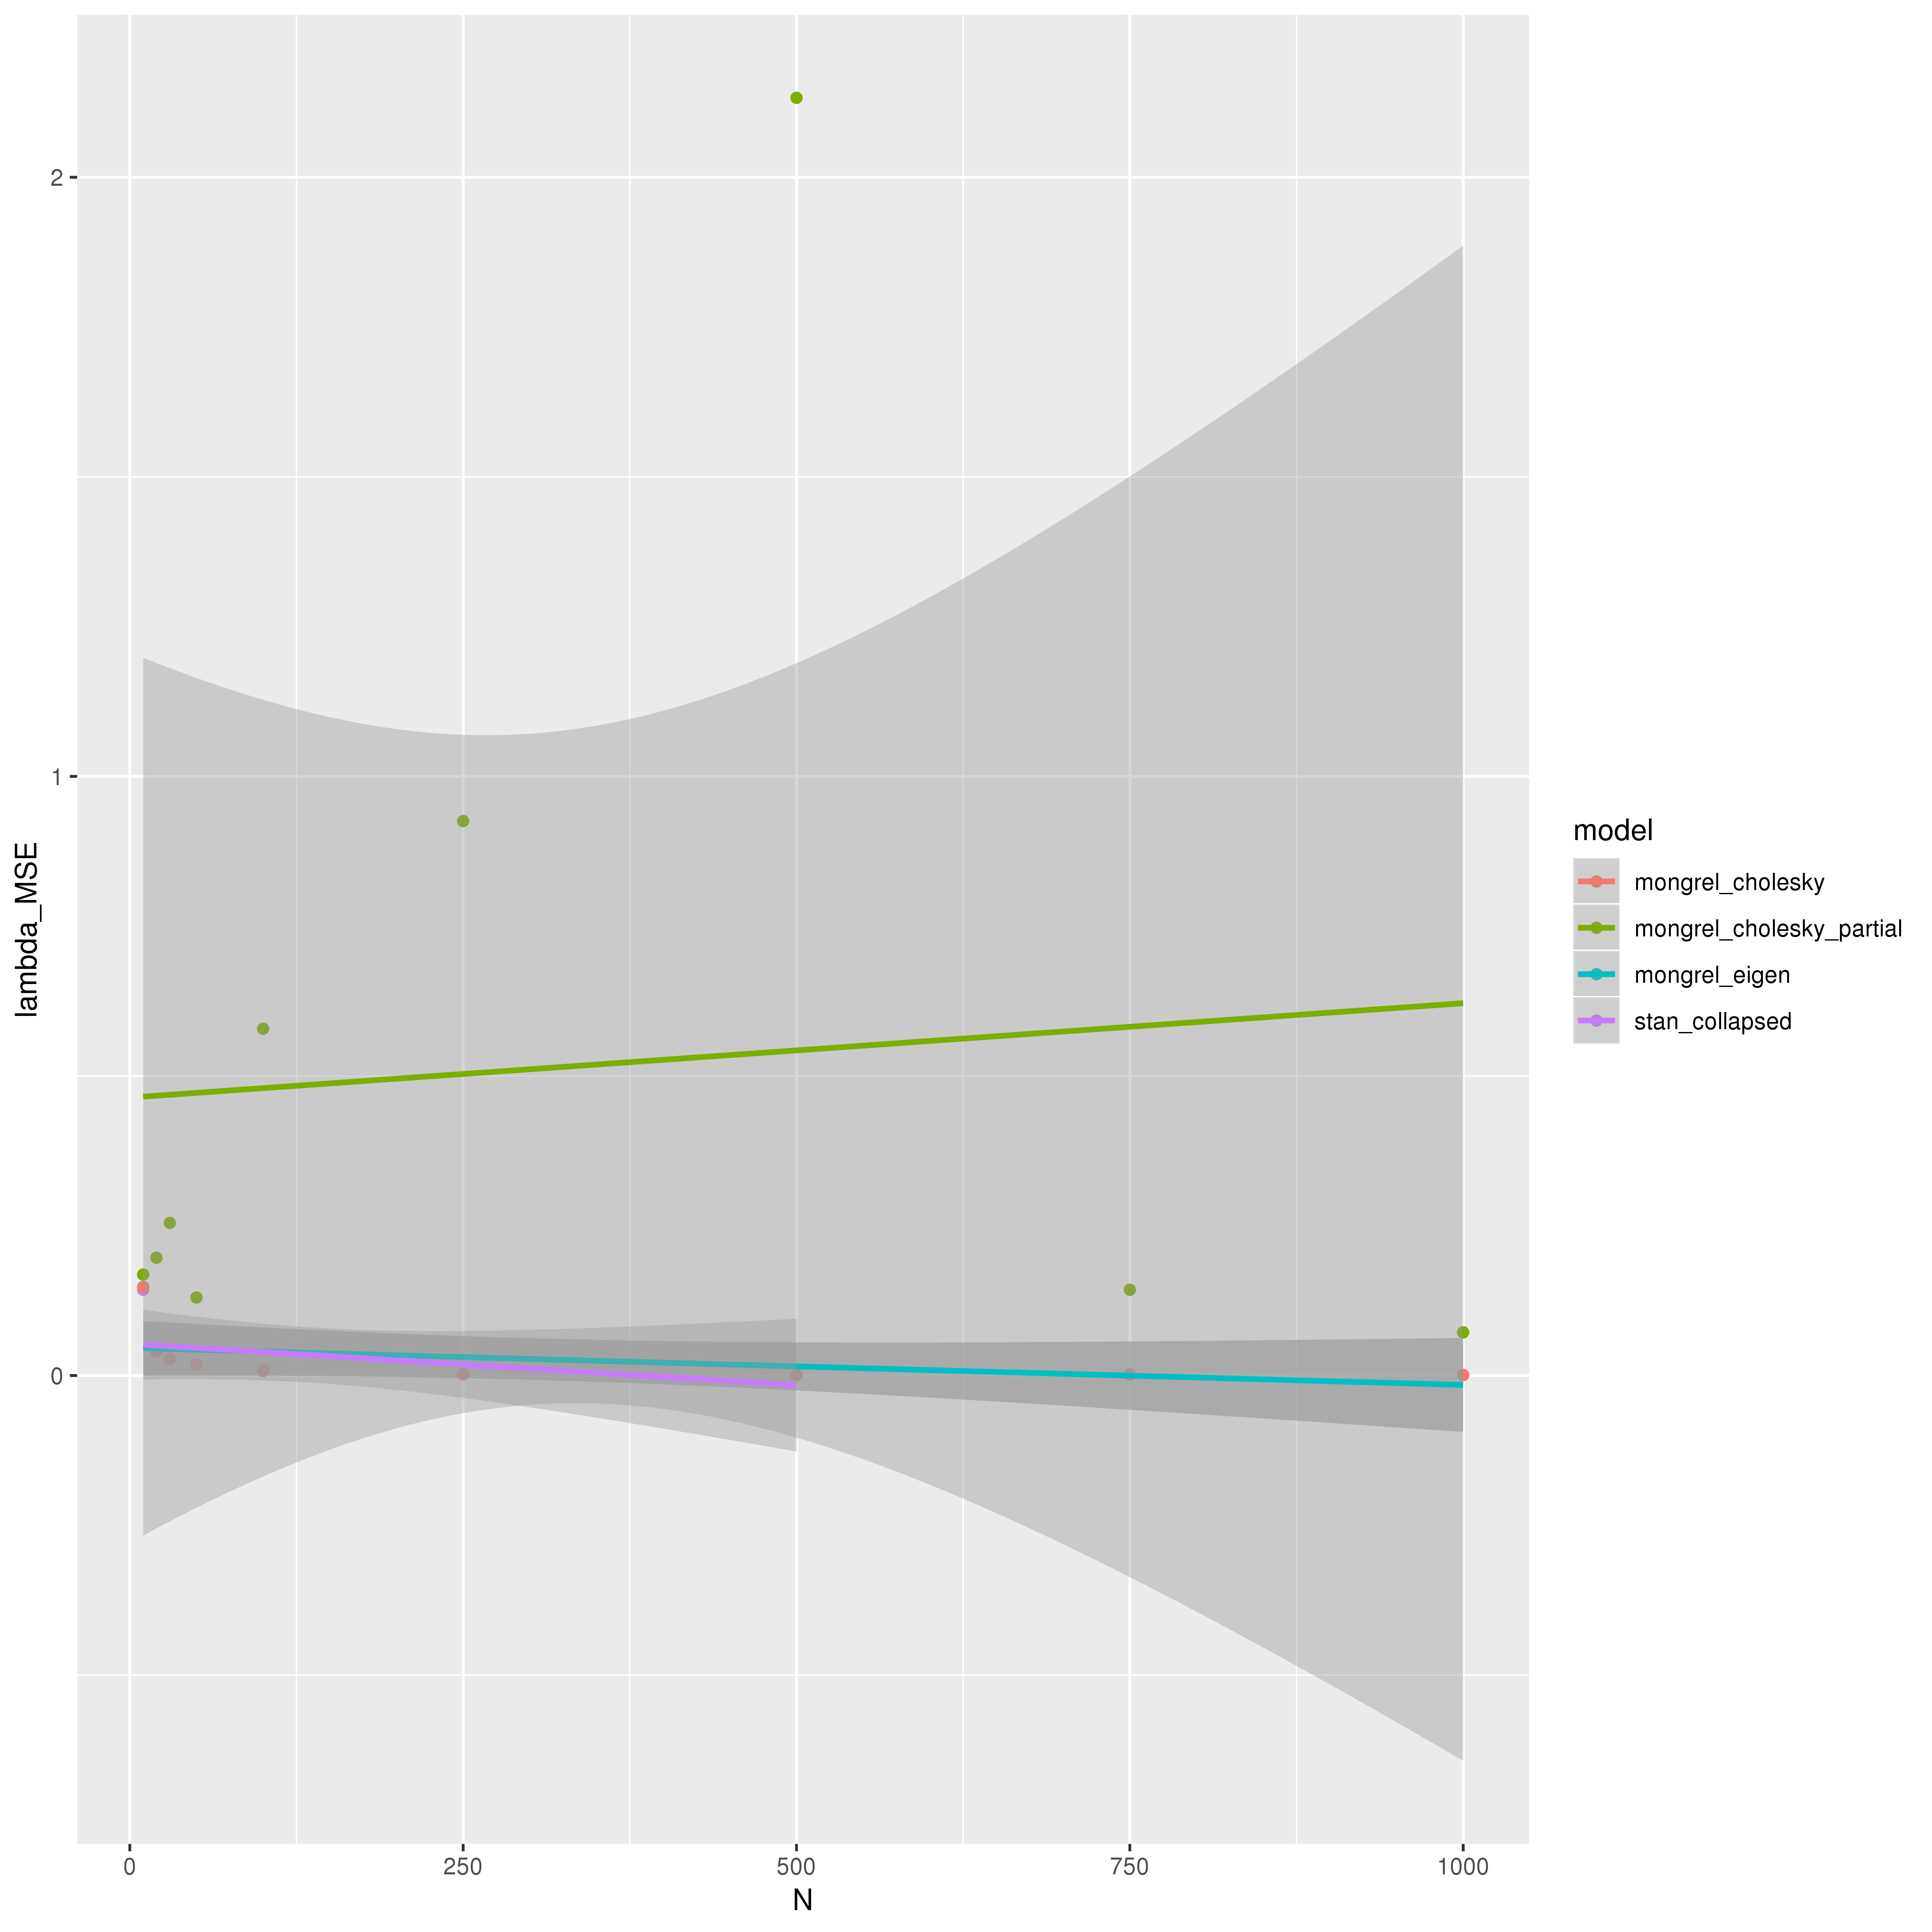 lambda_MSE
2
1
0
0
250
500
750
1000
N
model
mongrel_cholesky
mongrel_cholesky_partial
mongrel_eigen
stan_collapsed